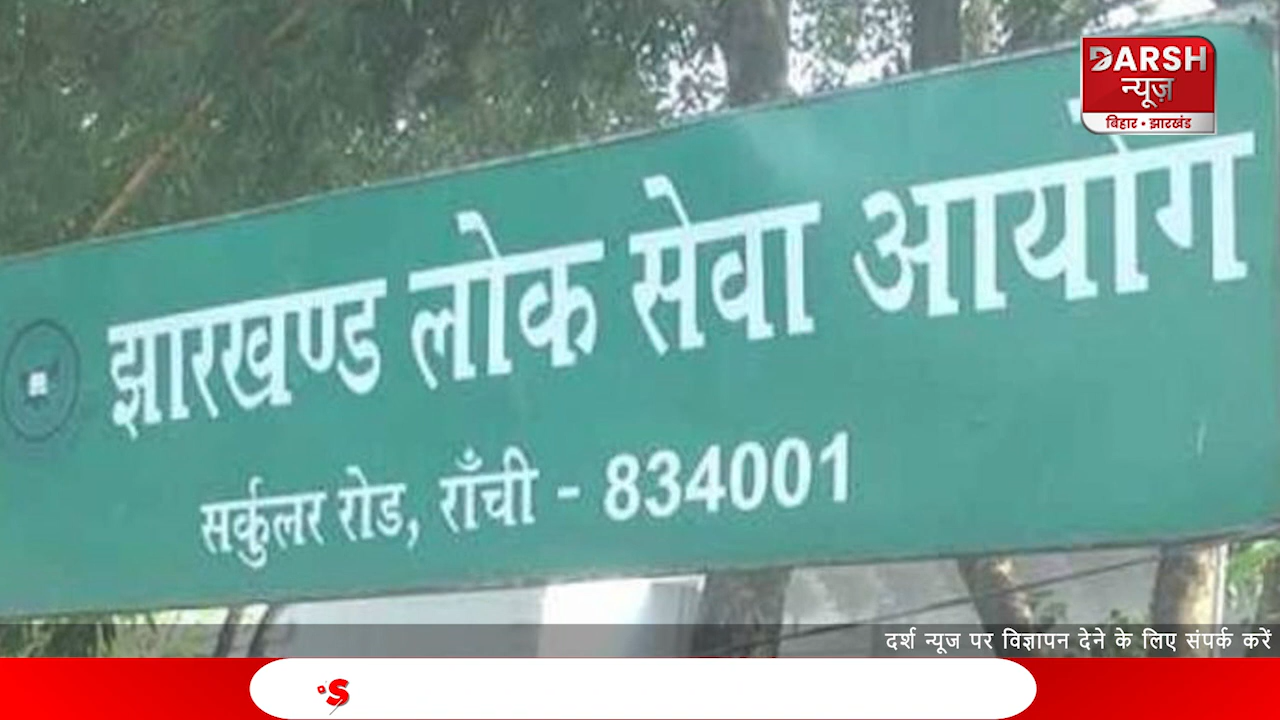 DARSH
न्यूज़
बिहार • झारखंड
झारखण्ड लोक सेवा आयोग
सर्कुलर रोड, राँची - 834001
दर्श न्यूज पर विज्ञापन देने के लिए संपर्क करें
S